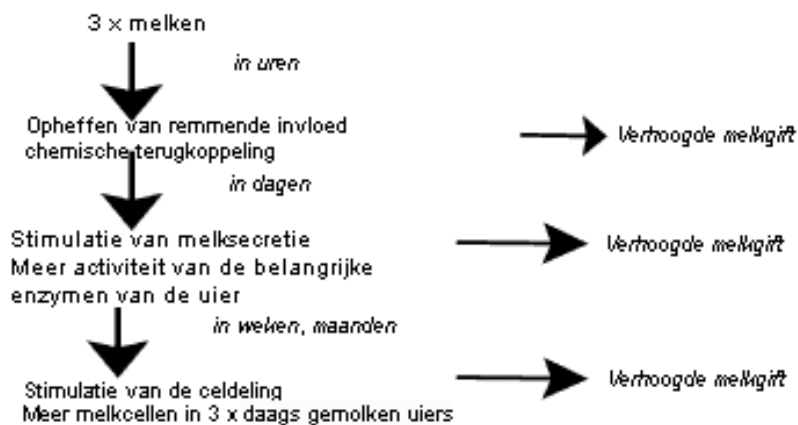 3 x melken
in uren
Opheffen van remmende invloed
chemische terugkoppeling
Verhoogde melkgift
in dagen
Stimulatie van melksecretie
Meer activiteit van de belangrijke
enzymen van de uier
Verhoogde melkgift
in weken, maanden
Stimulatie van de celdeling
Meer melkcellen in 3 x daags gemolken uiers
Verhoogde melkgift